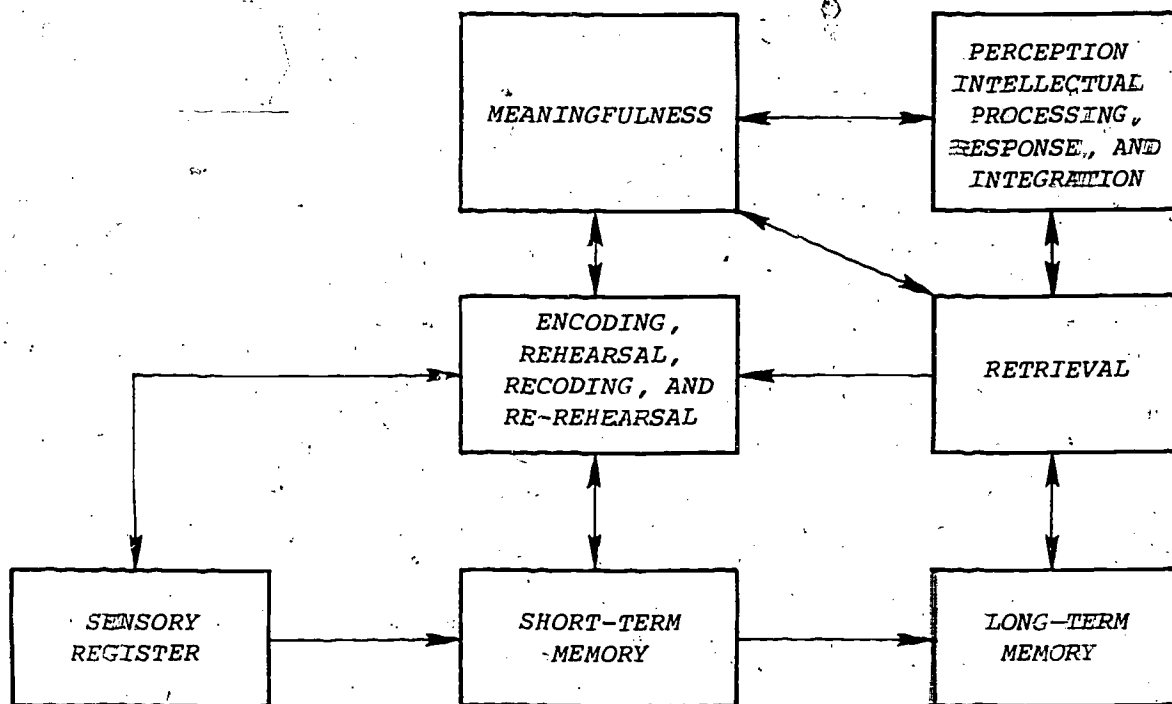 MEANINGFULNESS
PERCEPTION
INTELLECTUAL
PROCESSING,
RESPONSE, AND
INTEGRATION
ENCODING,
REHEARSAL,
RECODING, AND
RE-REHEARSAL
RETRIEVAL
SENSORY
REGISTER
SHORT-TERM
MEMORY
LONG-TERM
MEMORY